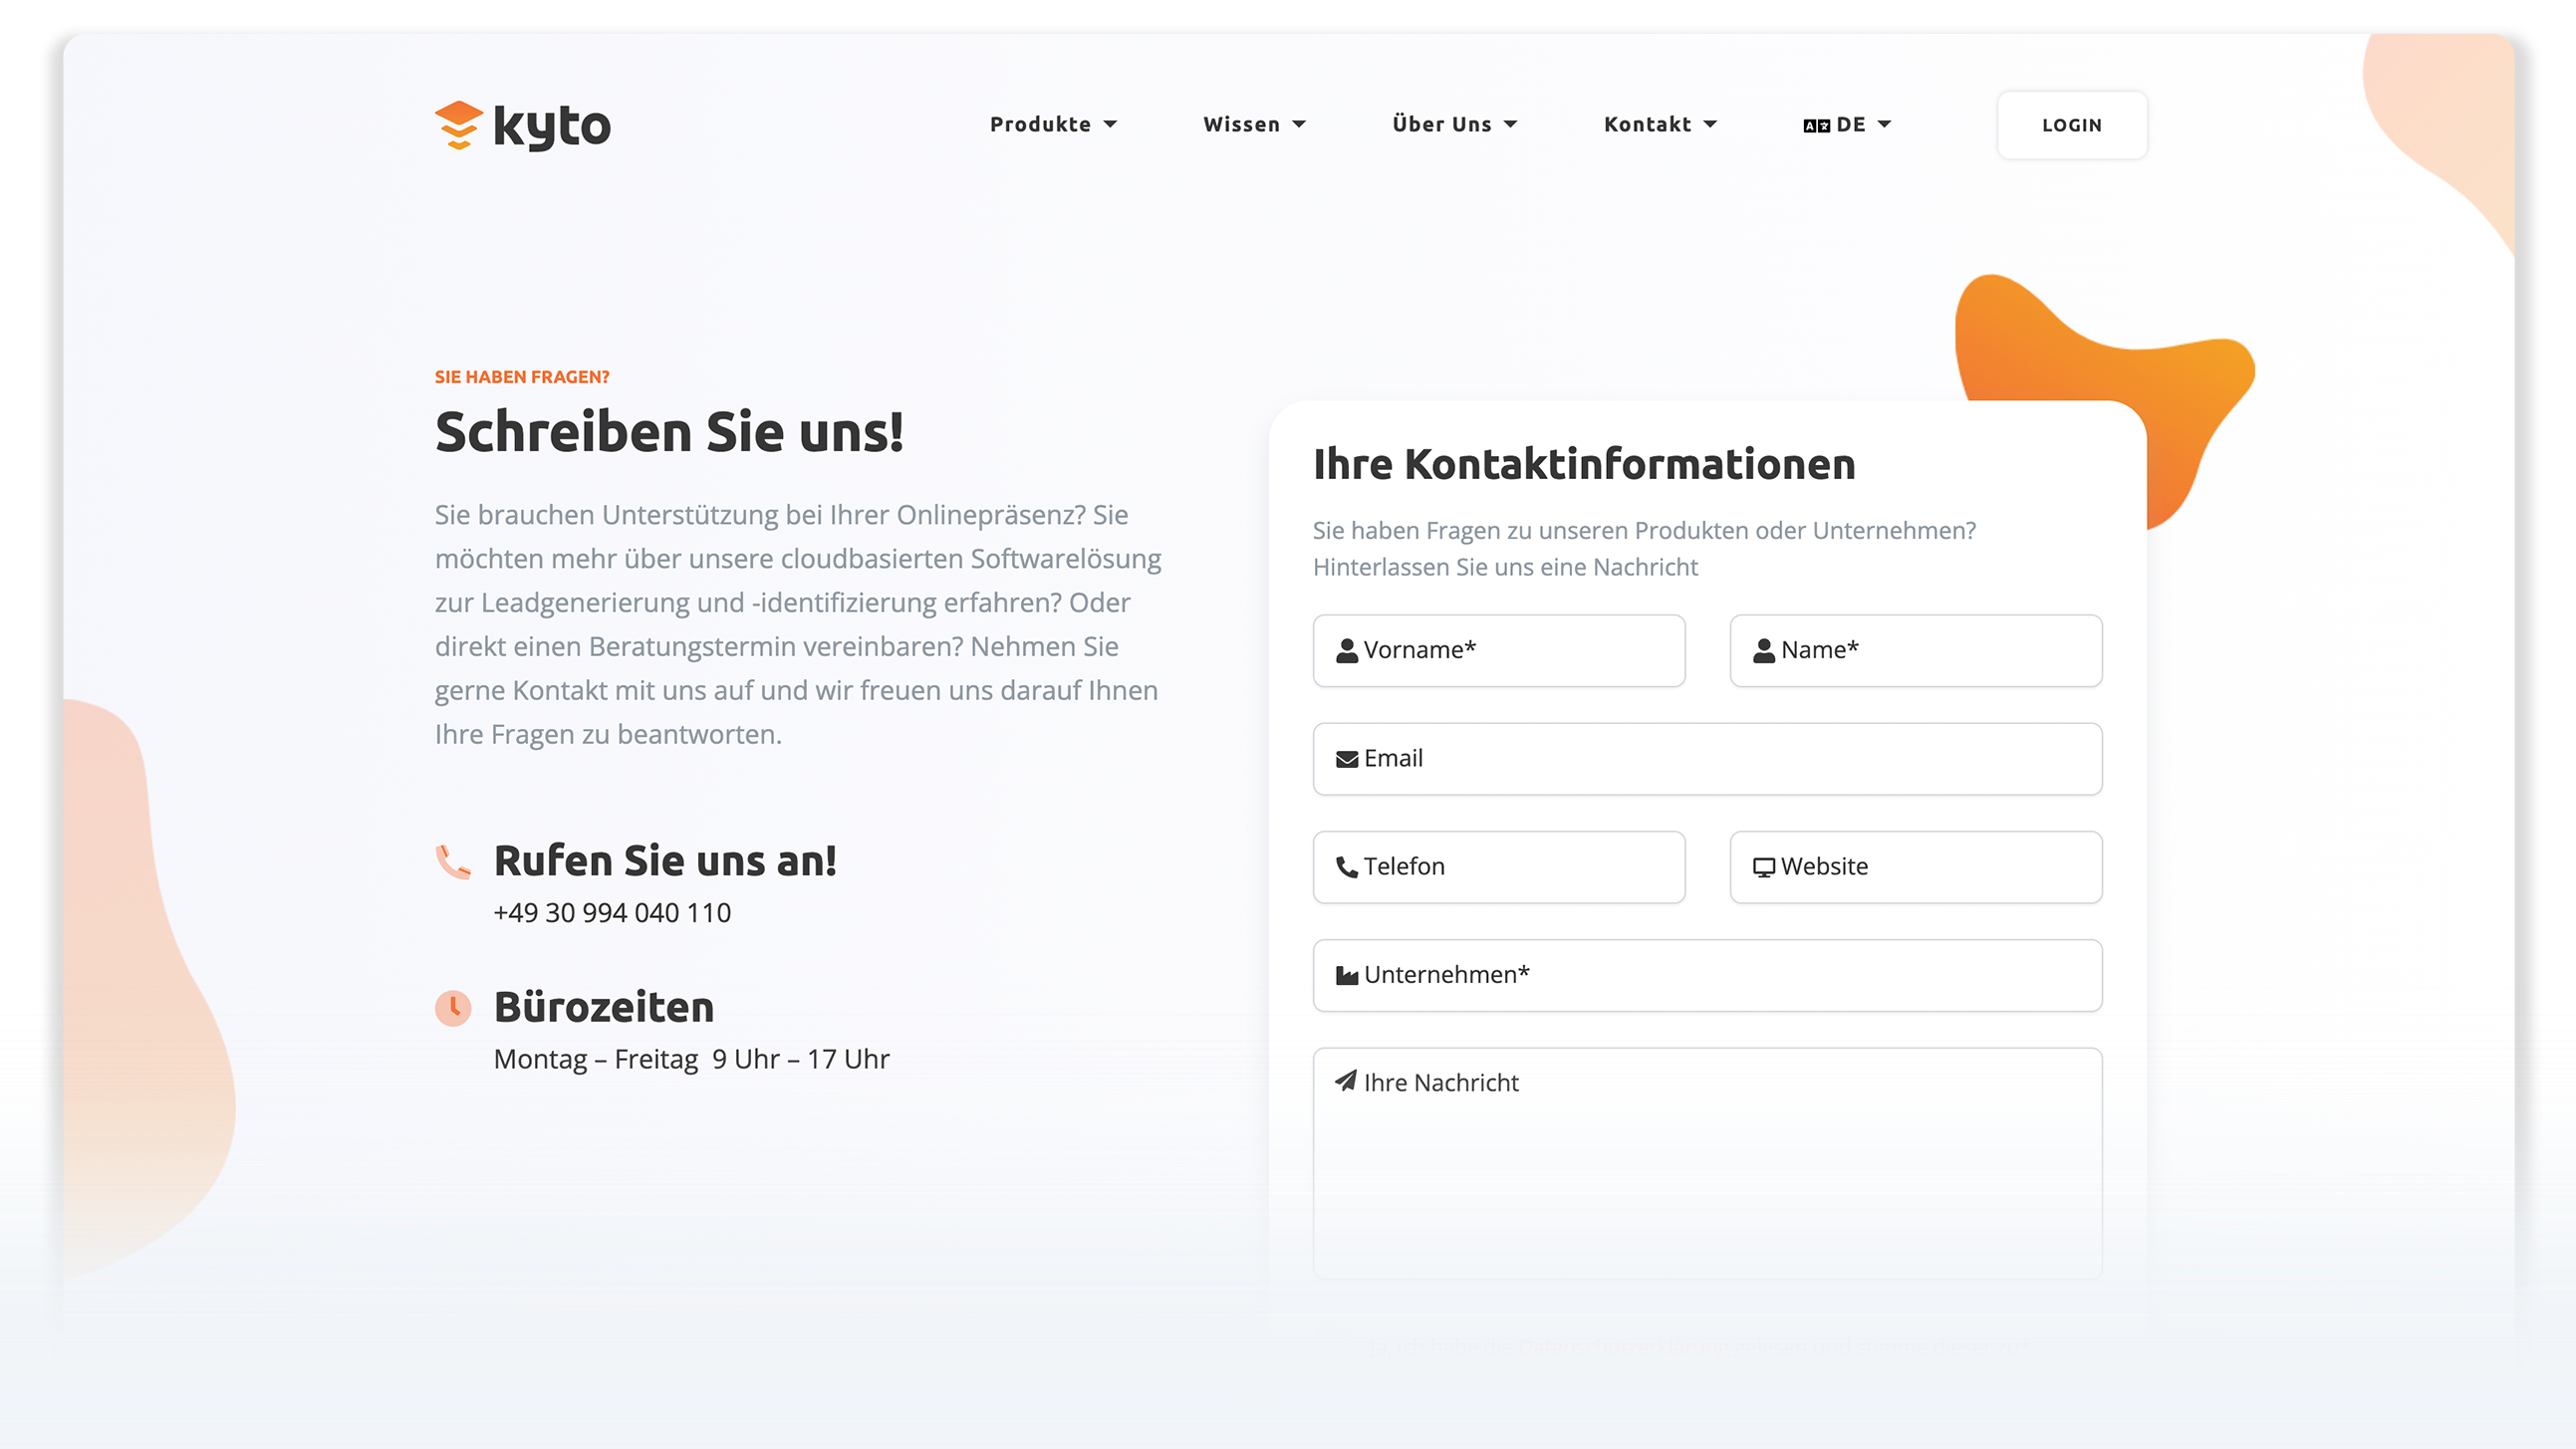 kyto
Produkte
Wissen
Über Uns
Kontakt
DE
LOGIN
SIE HABEN FRAGEN?
Schreiben Sie uns!
Sie brauchen Unterstützung bei Ihrer Onlinepräsenz? Sie
möchten mehr über unsere cloudbasierten Softwarelösung
zur Leadgenerierung und -identifizierung erfahren? Oder
direkt einen Beratungstermin vereinbaren? Nehmen Sie
gerne Kontakt mit uns auf und wir freuen uns darauf Ihnen
Ihre Fragen zu beantworten.
Rufen Sie uns an!
+49 30 994 040 110
Bürozeiten
Montag – Freitag 9 Uhr – 17 Uhr
Ihre Kontaktinformationen
Sie haben Fragen zu unseren Produkten oder Unternehmen?
Hinterlassen Sie uns eine Nachricht
Vorname*
Name*
Email
Telefon
Website
Unternehmen*
Ihre Nachricht